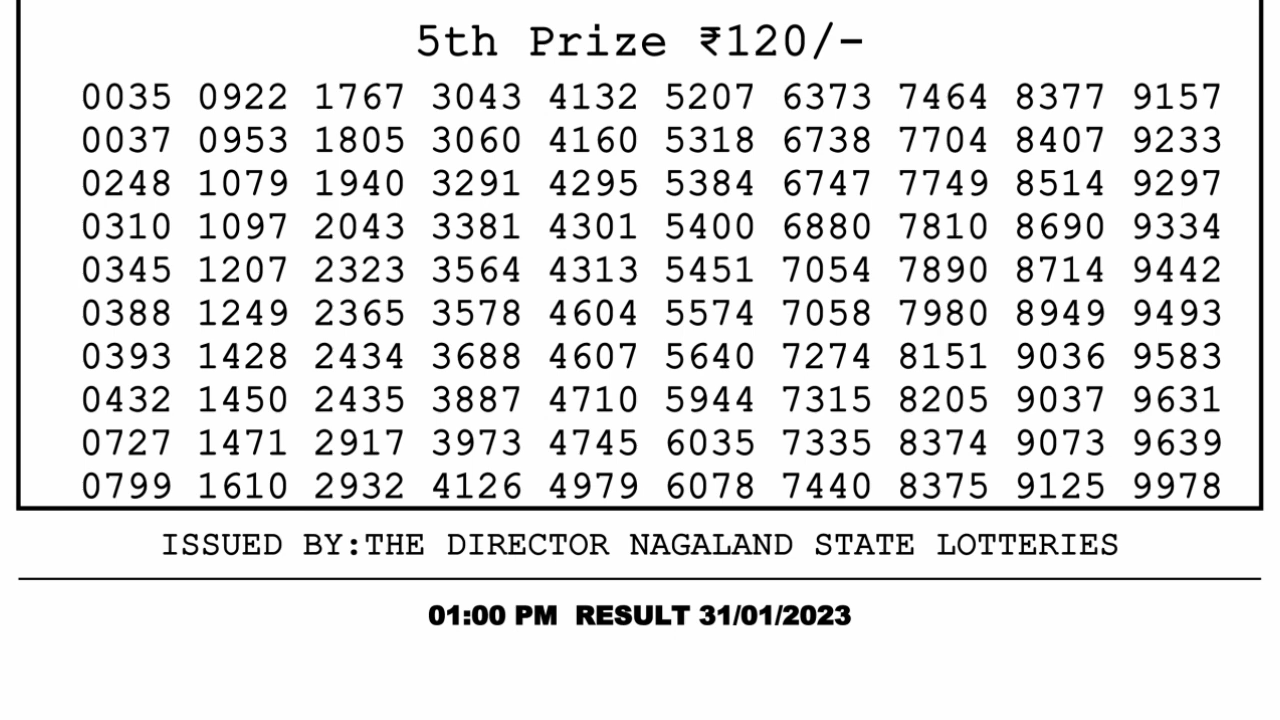 5th Prize ₹120/-
0035 0922 1767 3043 4132 5207 6373 7464 8377 9157
0037 0953 1805 3060 4160 5318 6738 7704 8407 9233
0248 1079 1940 3291 4295 5384 6747 7749 8514 9297
0310 1097 2043 3381 4301 5400 6880 7810 8690 9334
0345 1207 2323 3564 4313 5451 7054 7890 8714 9442
0388 1249 2365 3578 4604 5574 7058 7980 8949 9493
0393 1428 2434 3688 4607 5640 7274 8151 9036 9583
0432 1450 2435 3887 4710 5944 7315 8205 9037 9631
0727 1471 2917 3973 4745 6035 7335 8374 9073 9639
0799 1610 2932 4126 4979 6078 7440 8375 9125 9978
ISSUED BY:THE DIRECTOR NAGALAND STATE LOTTERIES
01:00 PM RESULT 31/01/2023